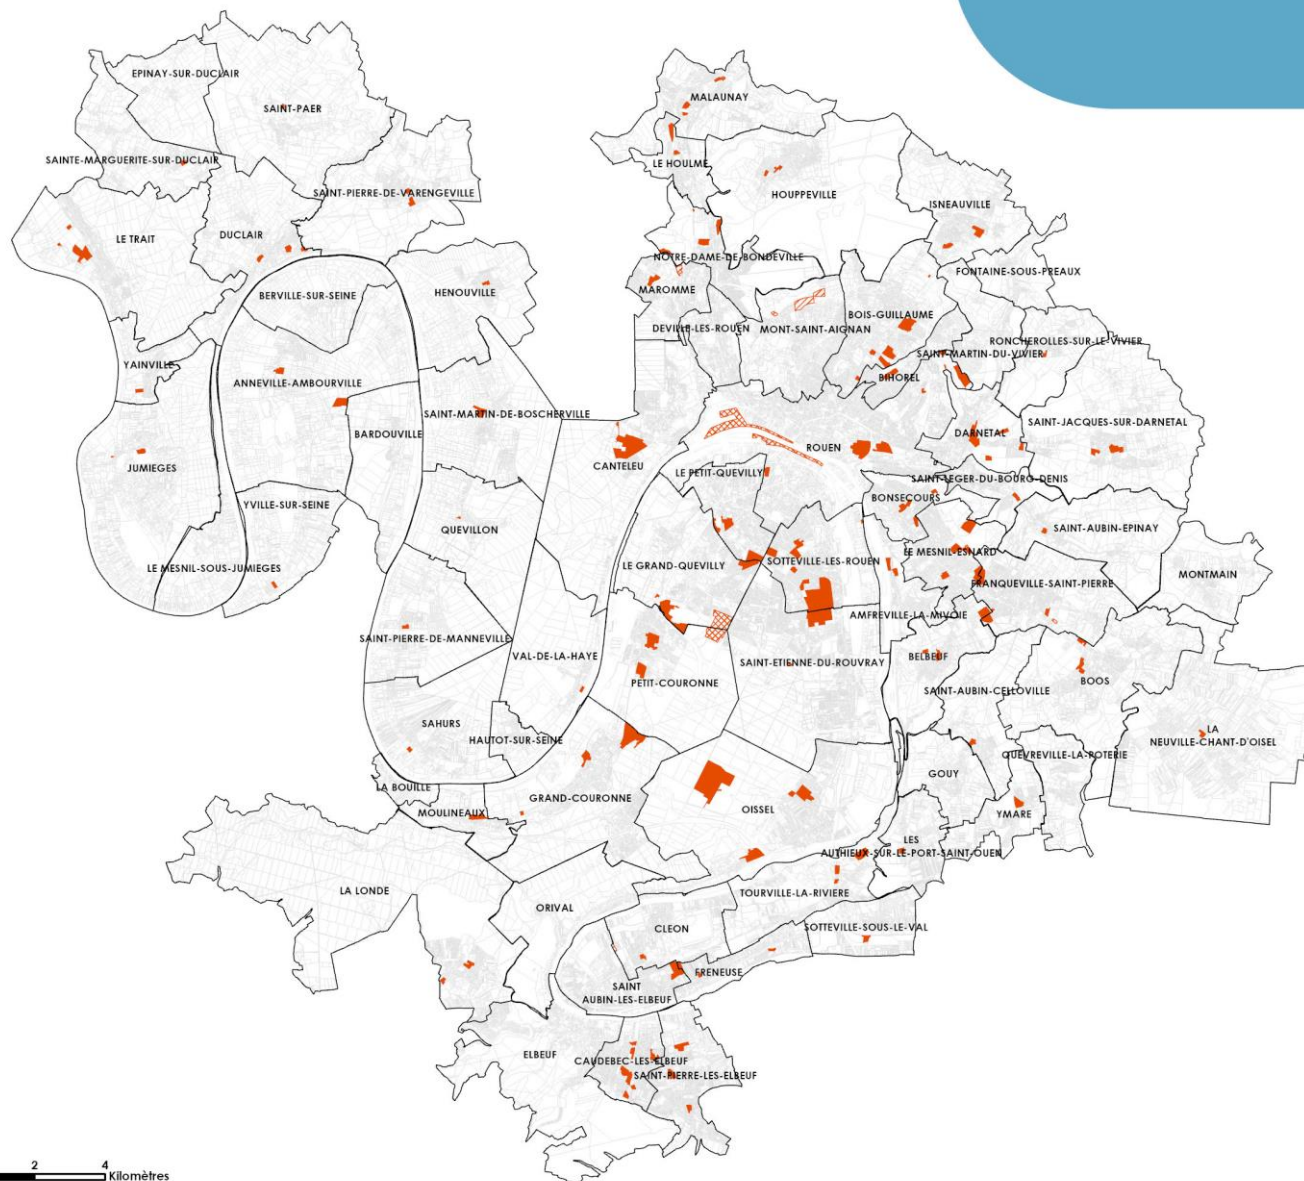 EPINAY-SUR-DUCLAIR
SAINT-PAER
MALAUNAY
SAINTE-MARGUERITE-SUR-DUCLAIR
LE HOULME
SAINT-PIERRE-DE-VARENGEVILLE
HOUPPEVILLE
ISNEAUVILLE
LE TRAIT
DUCLAIR
NOTRE-DAME-DE-BONDEVILLE
FONTAINE-SOUS-PREAUX
BERVILLE-SUR-SEINE
HENOUVILLE
MAROMME
DEVILLE-LES-ROUEN
MONT-SAINT-AIGNAN
BOIS-GUILLAUME
RONCHEROLLES-SUR-LE-VIVIER
SAINT-MARTIN-DU-VIVIER
YAINVILLE
ANNEVILLE-AMBOURVILLE
BIHOREL
SAINT-MARTIN-DE-BOSCHERVILLE
BARDOUVILLE
ROUEN
DARNETAL
SAINT-JACQUES-SUR-DARNETAL
JUMIEGES
CANTELEU
LE PETIT-QUEVILLY
SAINT-LEGER-DU-BOURG-DENIS
YVILLE-SUR-SEINE
BONSECOURS
QUEVILLON
SAINT-AUBIN-EPINAY
LE MESNIL-SOUS-JUMIEGES
LE GRAND-QUEVILLY
SOTTEVILLE-LES-ROUEN
LE MESNIL-ESNARD
FRANQUEVILLE-SAINT-PIERRE
MONTMAIN
AMFREVILLE-LA-MIVOIE
SAINT-PIERRE-DE-MANNEVILLE
VAL-DE-LA-HAYE
SAINT-ETIENNE-DU-ROUVRAY
BELBEUF
PETIT-COURONNE
BOOS
SAINT-AUBIN-CELLOVILLE
SAHURS
HAUTOT-SUR-SEINE
LA
NEUVILLE-CHANT-D'OISEL
QUEVREVILLE-LA-POTERIE
GOUY
LA BOUILLE
GRAND-COURONNE
MOULINEAUX
OISSEL
YMARE
LES
AUTHIEUX-SUR-LE-PORT-SAINT-OUEN
LA LONDE
TOURVILLE-LA-RIVIERE
ORIVAL
CLEON
SOTTEVILLE-SOUS-LE-VAL
FRENEUSE
SAINT
AUBIN-LES-ELBEUF
ELBEUF
CAUDEBEC-LES-ELBEUF
SAINT-PIERRE-LES-ELBEUF
2 4
Kilomètres